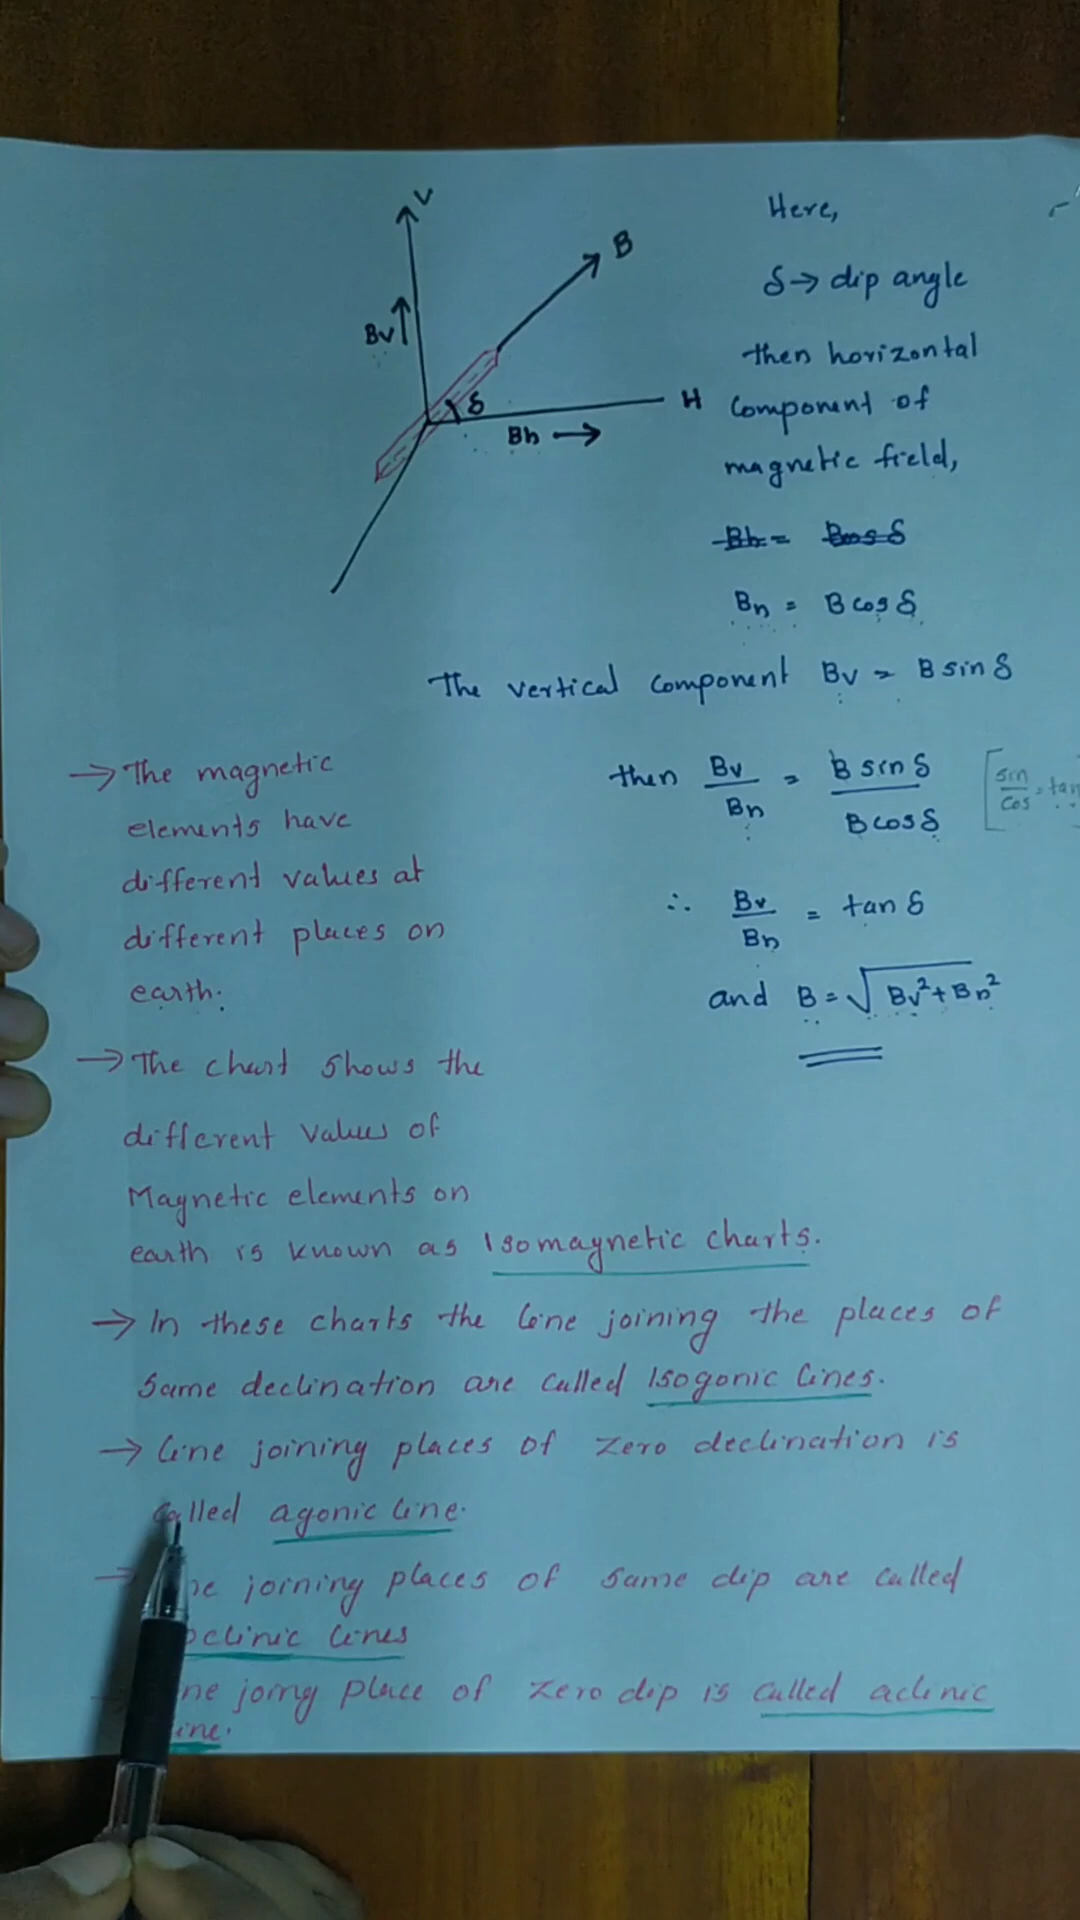 V
B
Bv
δ
H
Bh →
Here,
δ → dip angle
then horizontal
component of
magnetic field,
Bh = B cos δ
Bh = B cos δ
The vertical component Bv = B sin δ
then Bv/Bh = B sin δ/B cos δ [sin/cos = tan
∴ Bv/Bh = tan δ
and B = √Bv²+Bh²
→ The magnetic
elements have
different values at
different places on
earth.
→ The chart shows the
different values of
Magnetic elements on
earth is known as Isomagnetic charts.
→ In these charts the line joining the places of
same declination are called Isogonic lines.
→ line joining places of zero declination is
called agonic line.
→ joining places of same dip are called
lines
joing place of zero dip is called aclinic